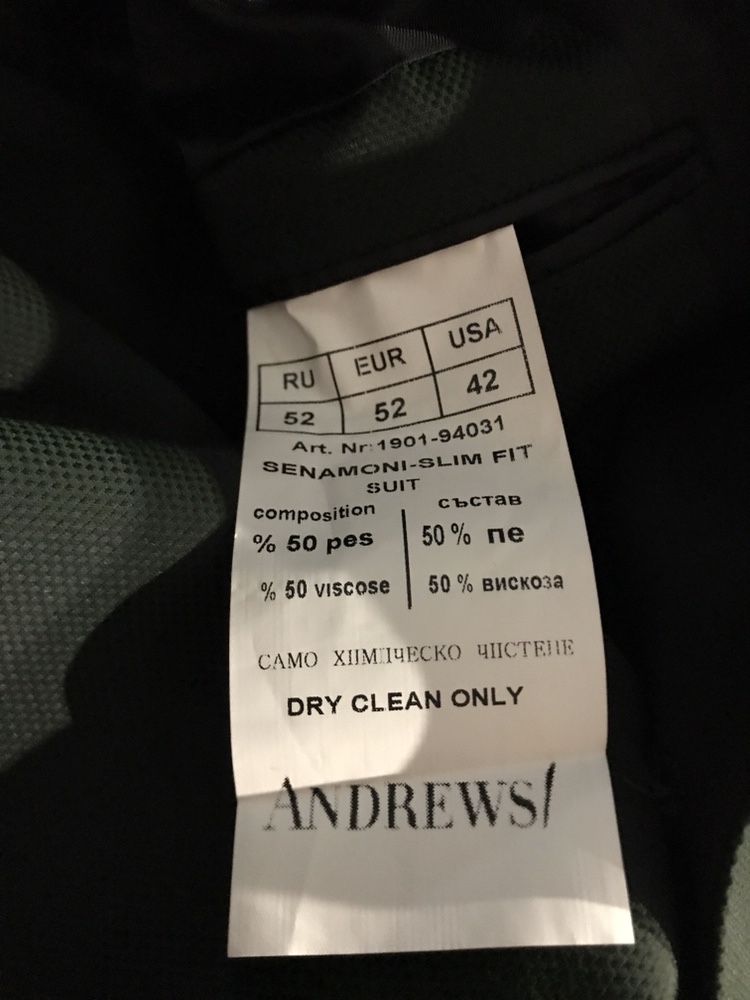 RU EUR USA
52 52 42
Art. Nr:1901-94031
SENAMONI-SLIM FIT
SUIT
composition състав
% 50 pes 50 % пе
% 50 viscose 50 % вискоза
САМО ХИМИЧЕСКО ЧИСТЕНЕ
DRY CLEAN ONLY
ANDREWS/